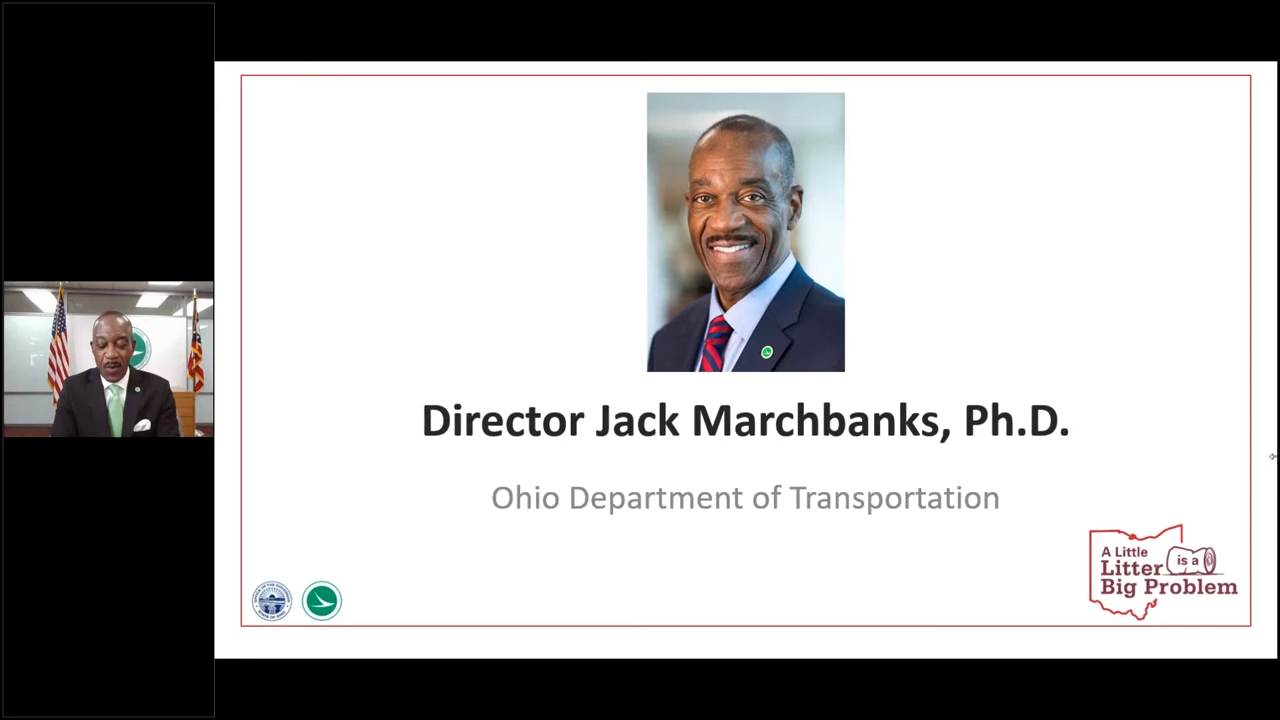 Director Jack Marchbanks, Ph.D.
Ohio Department of Transportation
A Little
Litter is a
Big Problem